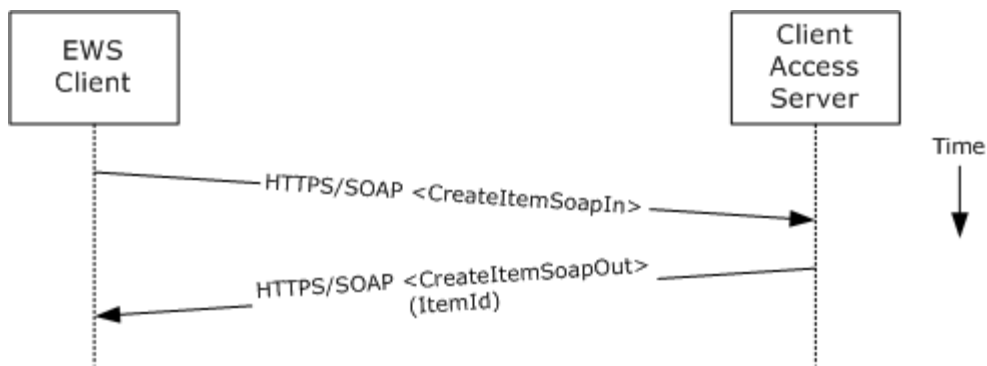 EWS
Client
Client
Access
Server
Time
HTTPS/SOAP <CreateItemSoapIn>
HTTPS/SOAP <CreateItemSoapOut>
(ItemId)